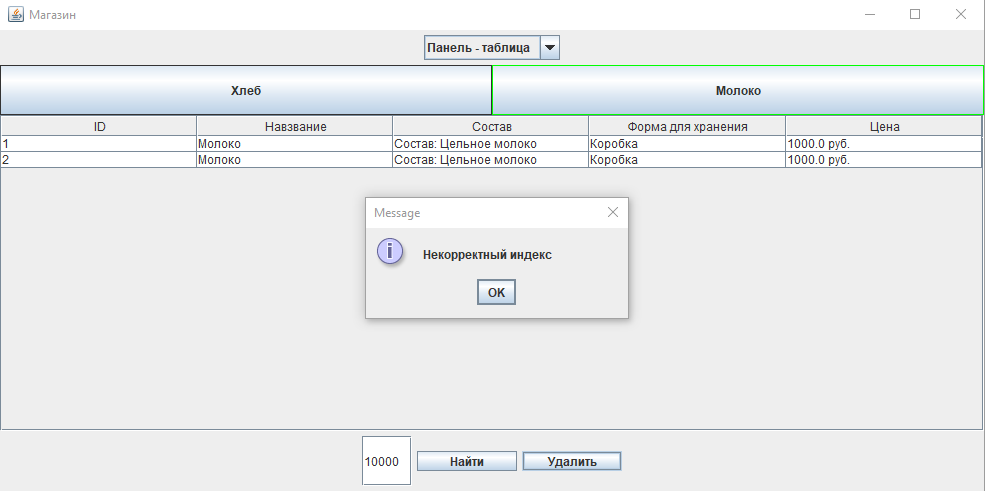 Магазин
Панель - таблица
Хлеб Молоко
ID Навзвание Состав Форма для хранения Цена
1 Молоко Состав: Цельное молоко Коробка 1000.0 руб.
2 Молоко Состав: Цельное молоко Коробка 1000.0 руб.
Message
Некорректный индекс
OK
10000 Найти Удалить